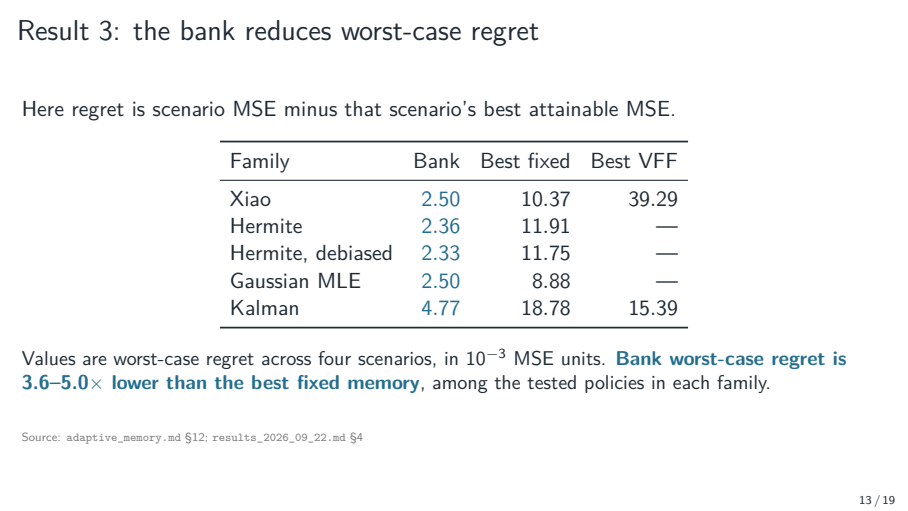 Result 3: the bank reduces worst-case regret
Here regret is scenario MSE minus that scenario's best attainable MSE.
Family Bank Best fixed Best VFF
Xiao 2.50 10.37 39.29
Hermite 2.36 11.91 —
Hermite, debiased 2.33 11.75 —
Gaussian MLE 2.50 8.88 —
Kalman 4.77 18.78 15.39
Values are worst-case regret across four scenarios, in 10⁻³ MSE units. Bank worst-case regret is
3.6–5.0× lower than the best fixed memory, among the tested policies in each family.
Source: adaptive_memory.md §12; results_2026_09_22.md §4
13 / 19